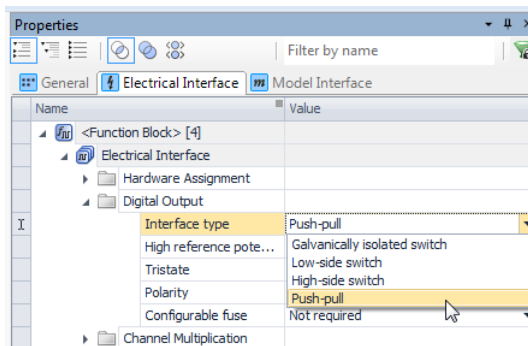 Properties
Filter by name
General Electrical Interface m Model Interface
Name Value
<Function Block> [4]
Electrical Interface
Hardware Assignment
Digital Output
Interface type Push-pull
High reference pote... Galvanically isolated switch
Tristate Low-side switch
High-side switch
Polarity Push-pull
Configurable fuse Not required
Channel Multiplication